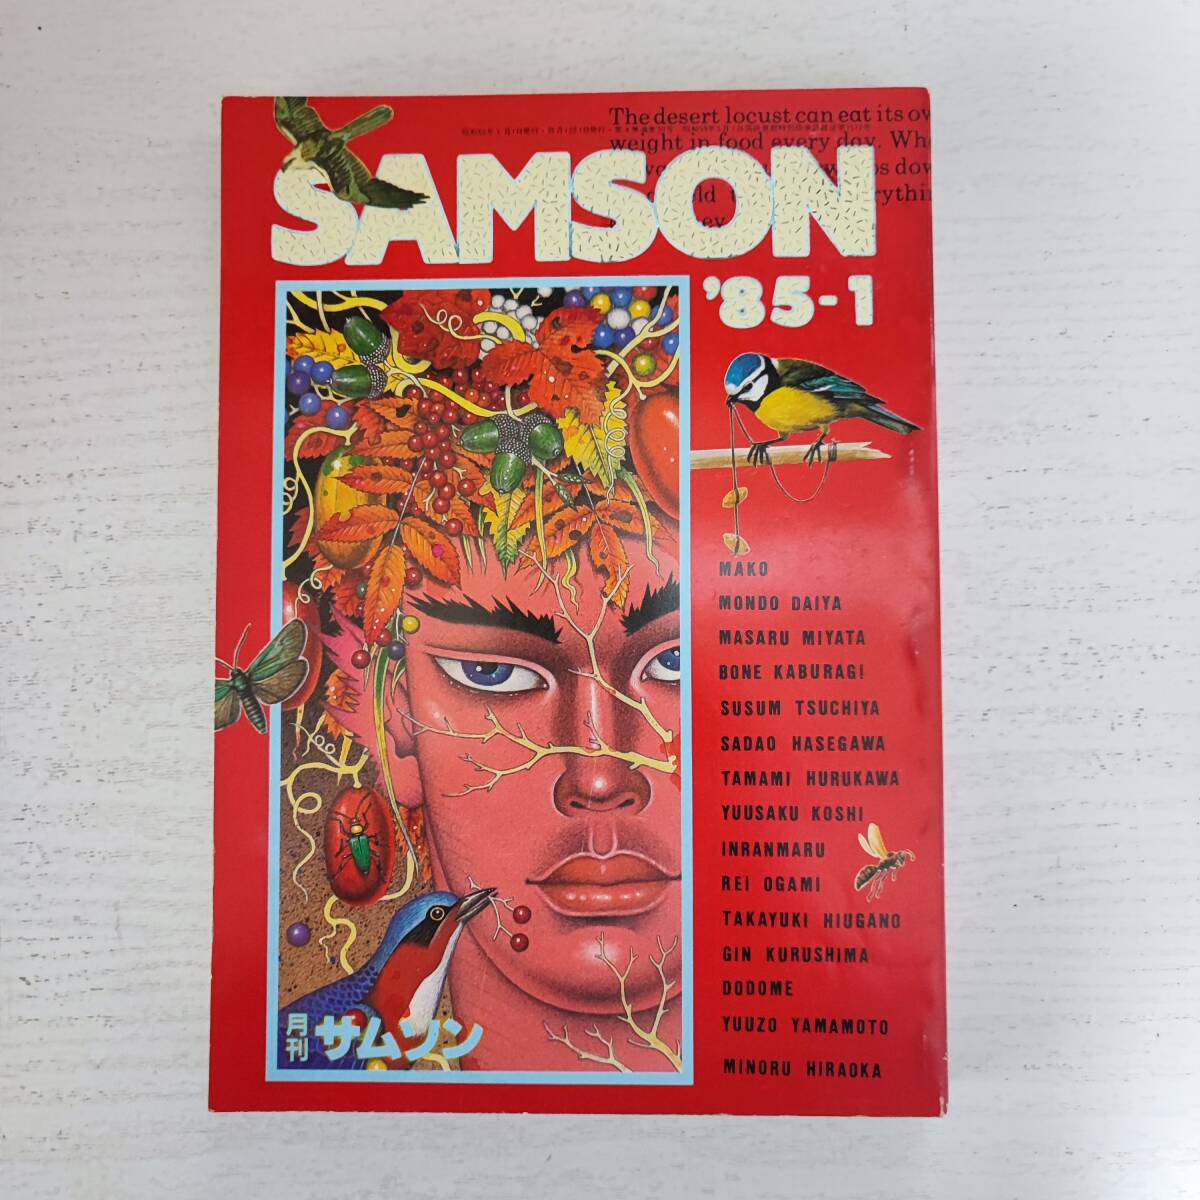 The desert locust can eat its ow
weight in food every day. Wh
SAMSON
'85-1
MAKO
MONDO DAIYA
MASARU MIYATA
BONE KABURAGI
SUSUM TSUCHIYA
SADAO HASEGAWA
TAMAMI HURUKAWA
YUUSAKU KOSHI
INRANMARU
REI OGAMI
TAKAYUKI HIUGANO
GIN KURUSHIMA
DODOME
YUUZO YAMAMOTO
MINORU HIRAOKA
月刊 サムソン